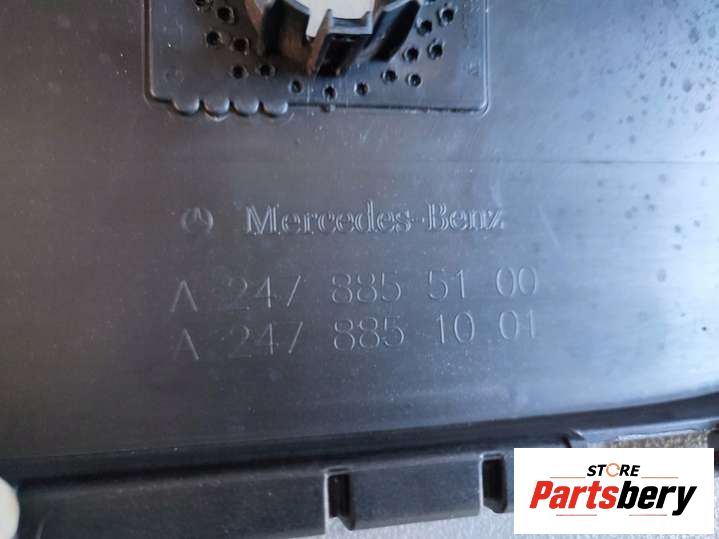 Mercedes-Benz
A 247 885 51 00
A 247 885 10 01
STORE
Partsbery